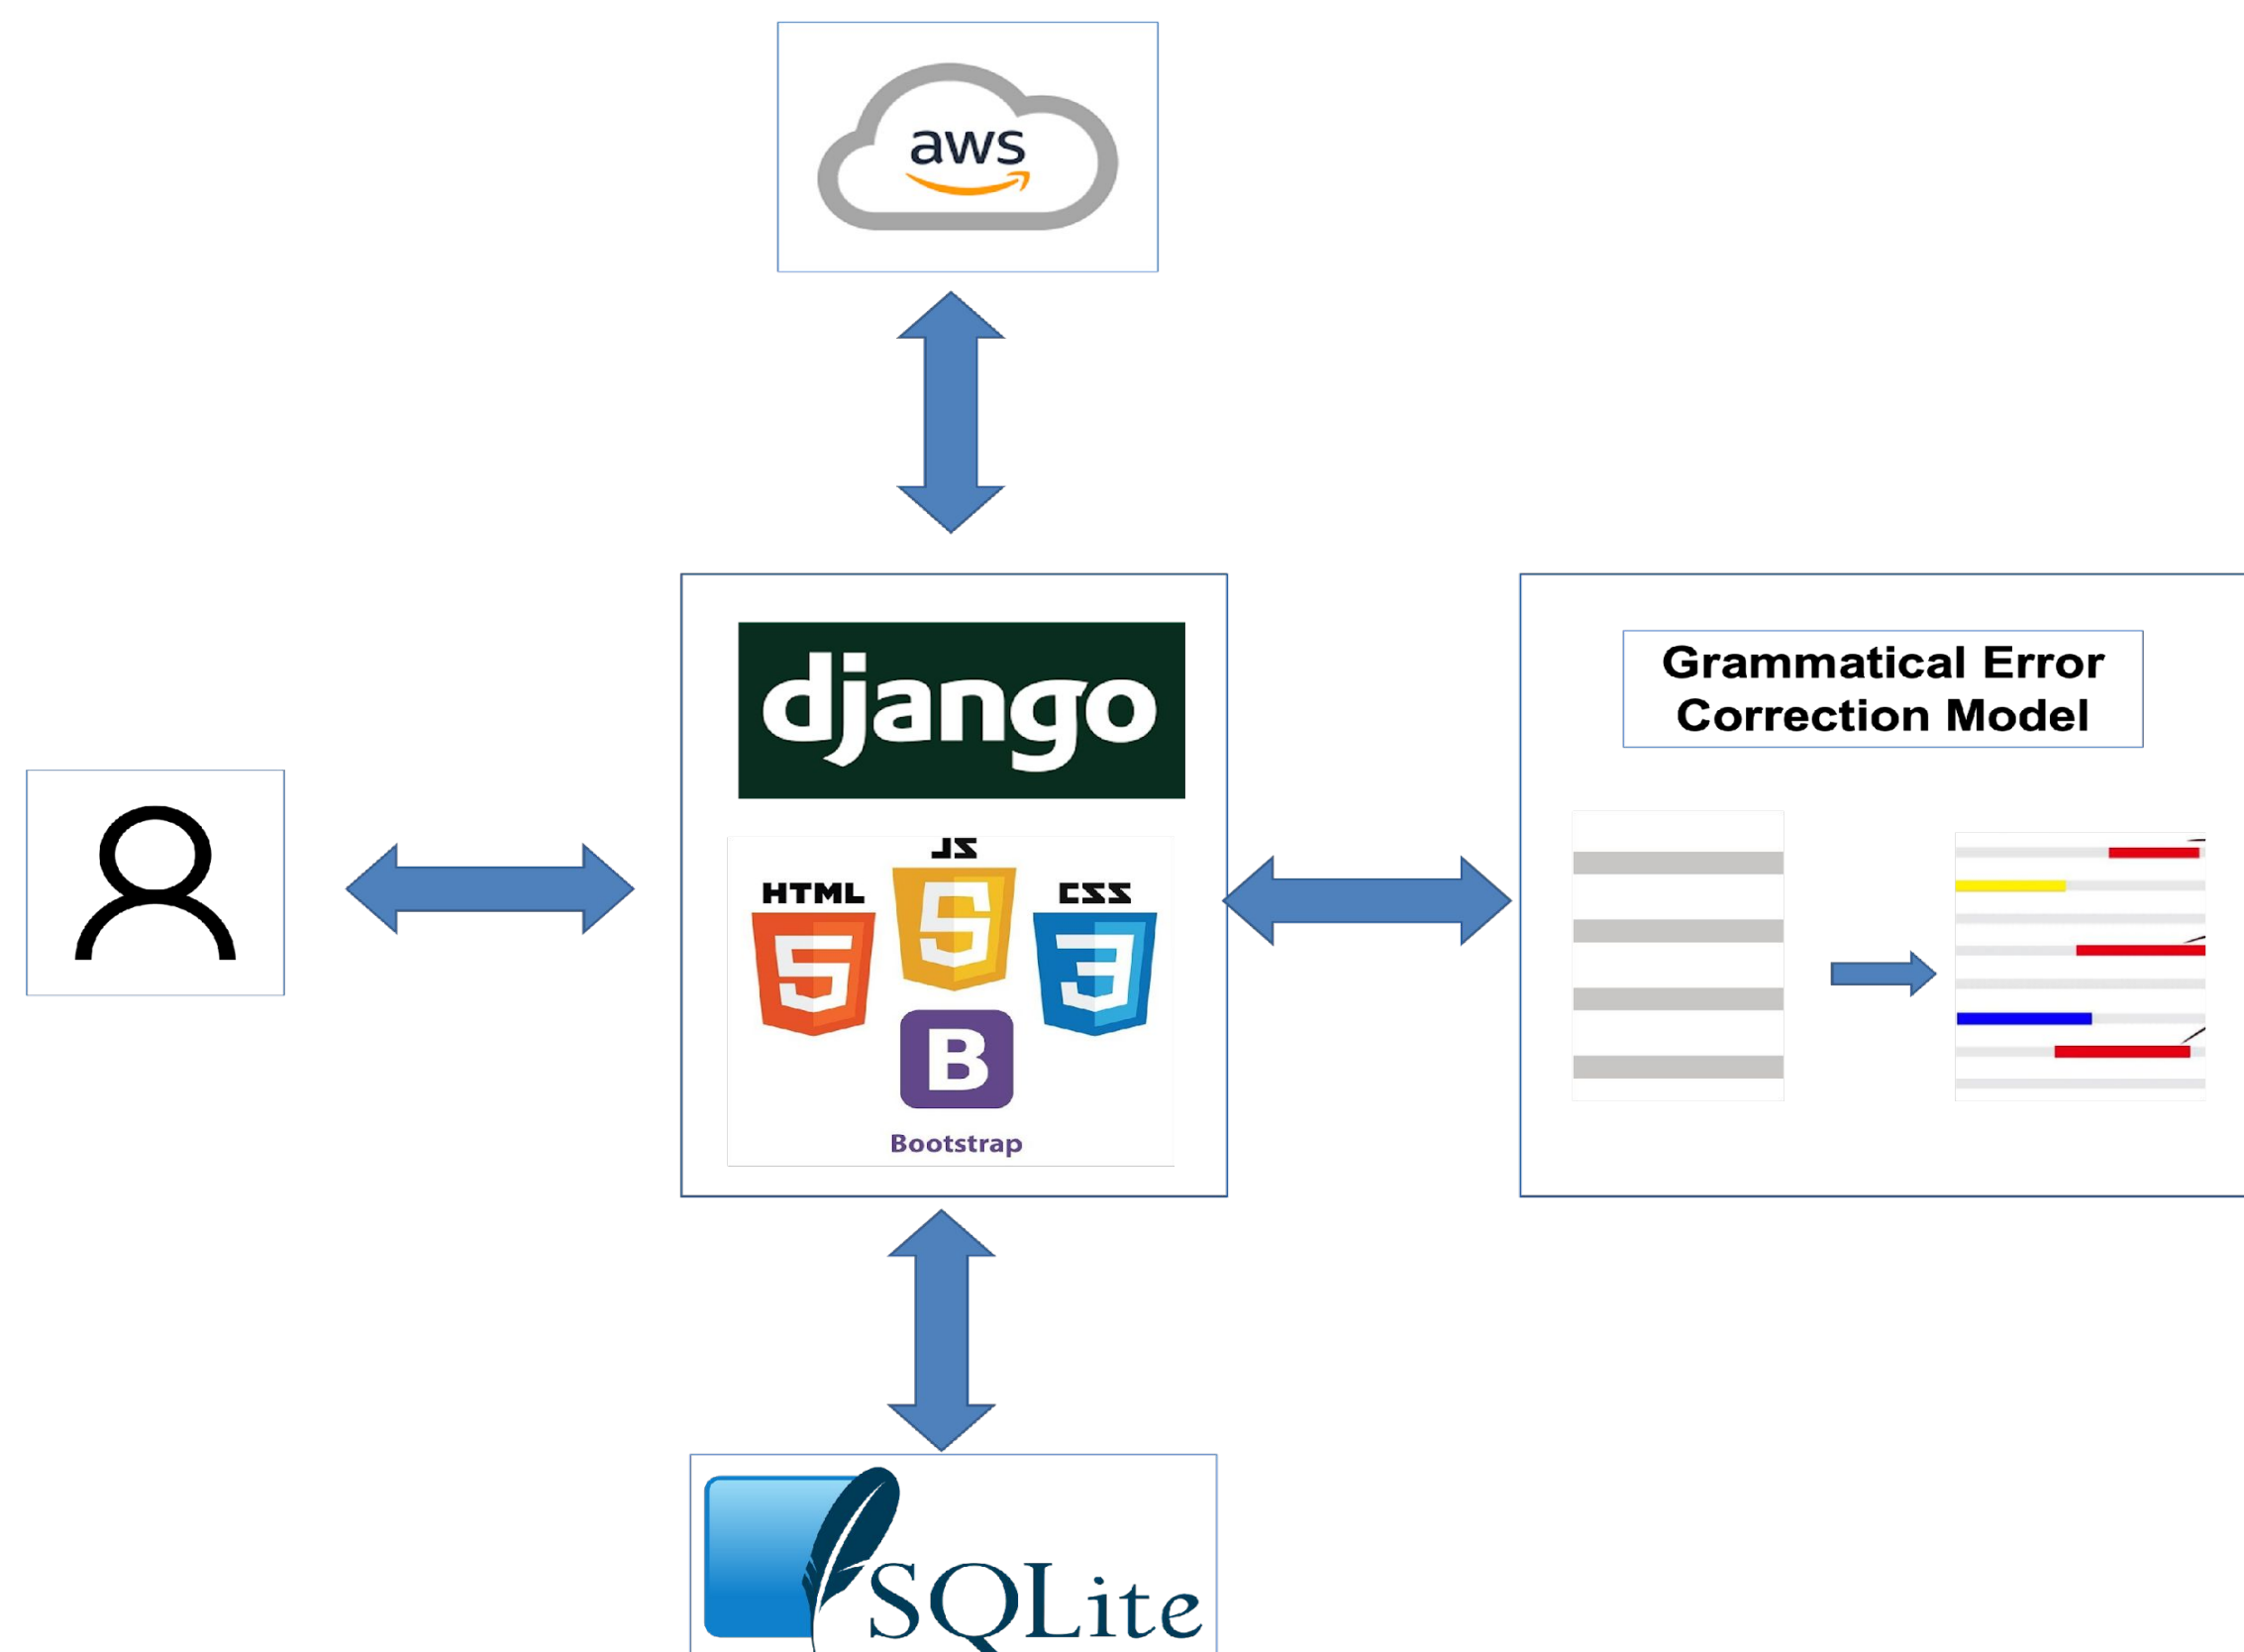 aws
django
Grammatical Error
Correction Model
JS
HTML
CSS
B
Bootstrap
SQLite